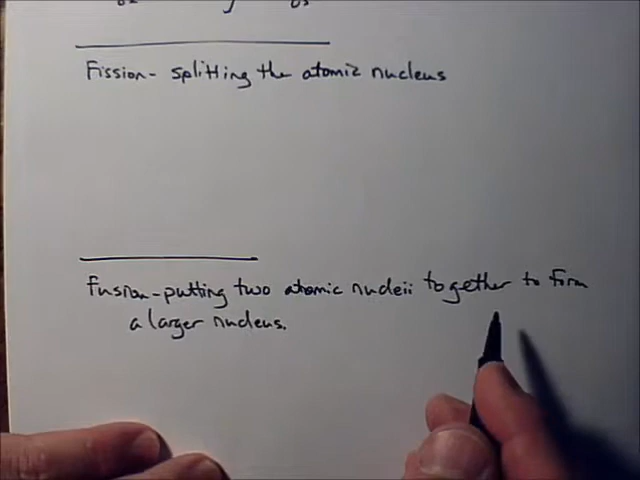 Fission- splitting the atomic nucleus
Fusion-putting two atomic nucleii together to form
a larger nucleus.